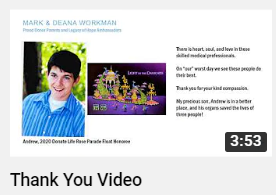 MARK & DEANA WORKMAN
Proud Donor Parents and Legacy of Hope Ambassadors
There is heart, soul, and love in these
skilled medical professionals.
On "our" worst day we see these people do
their best.
Thank you for your kind compassion.
My precious son, Andrew is in a better
place, and his organs saved the lives of
three people!
Andrew, 2020 Donate Life Rose Parade Float Honoree
3:53
Thank You Video